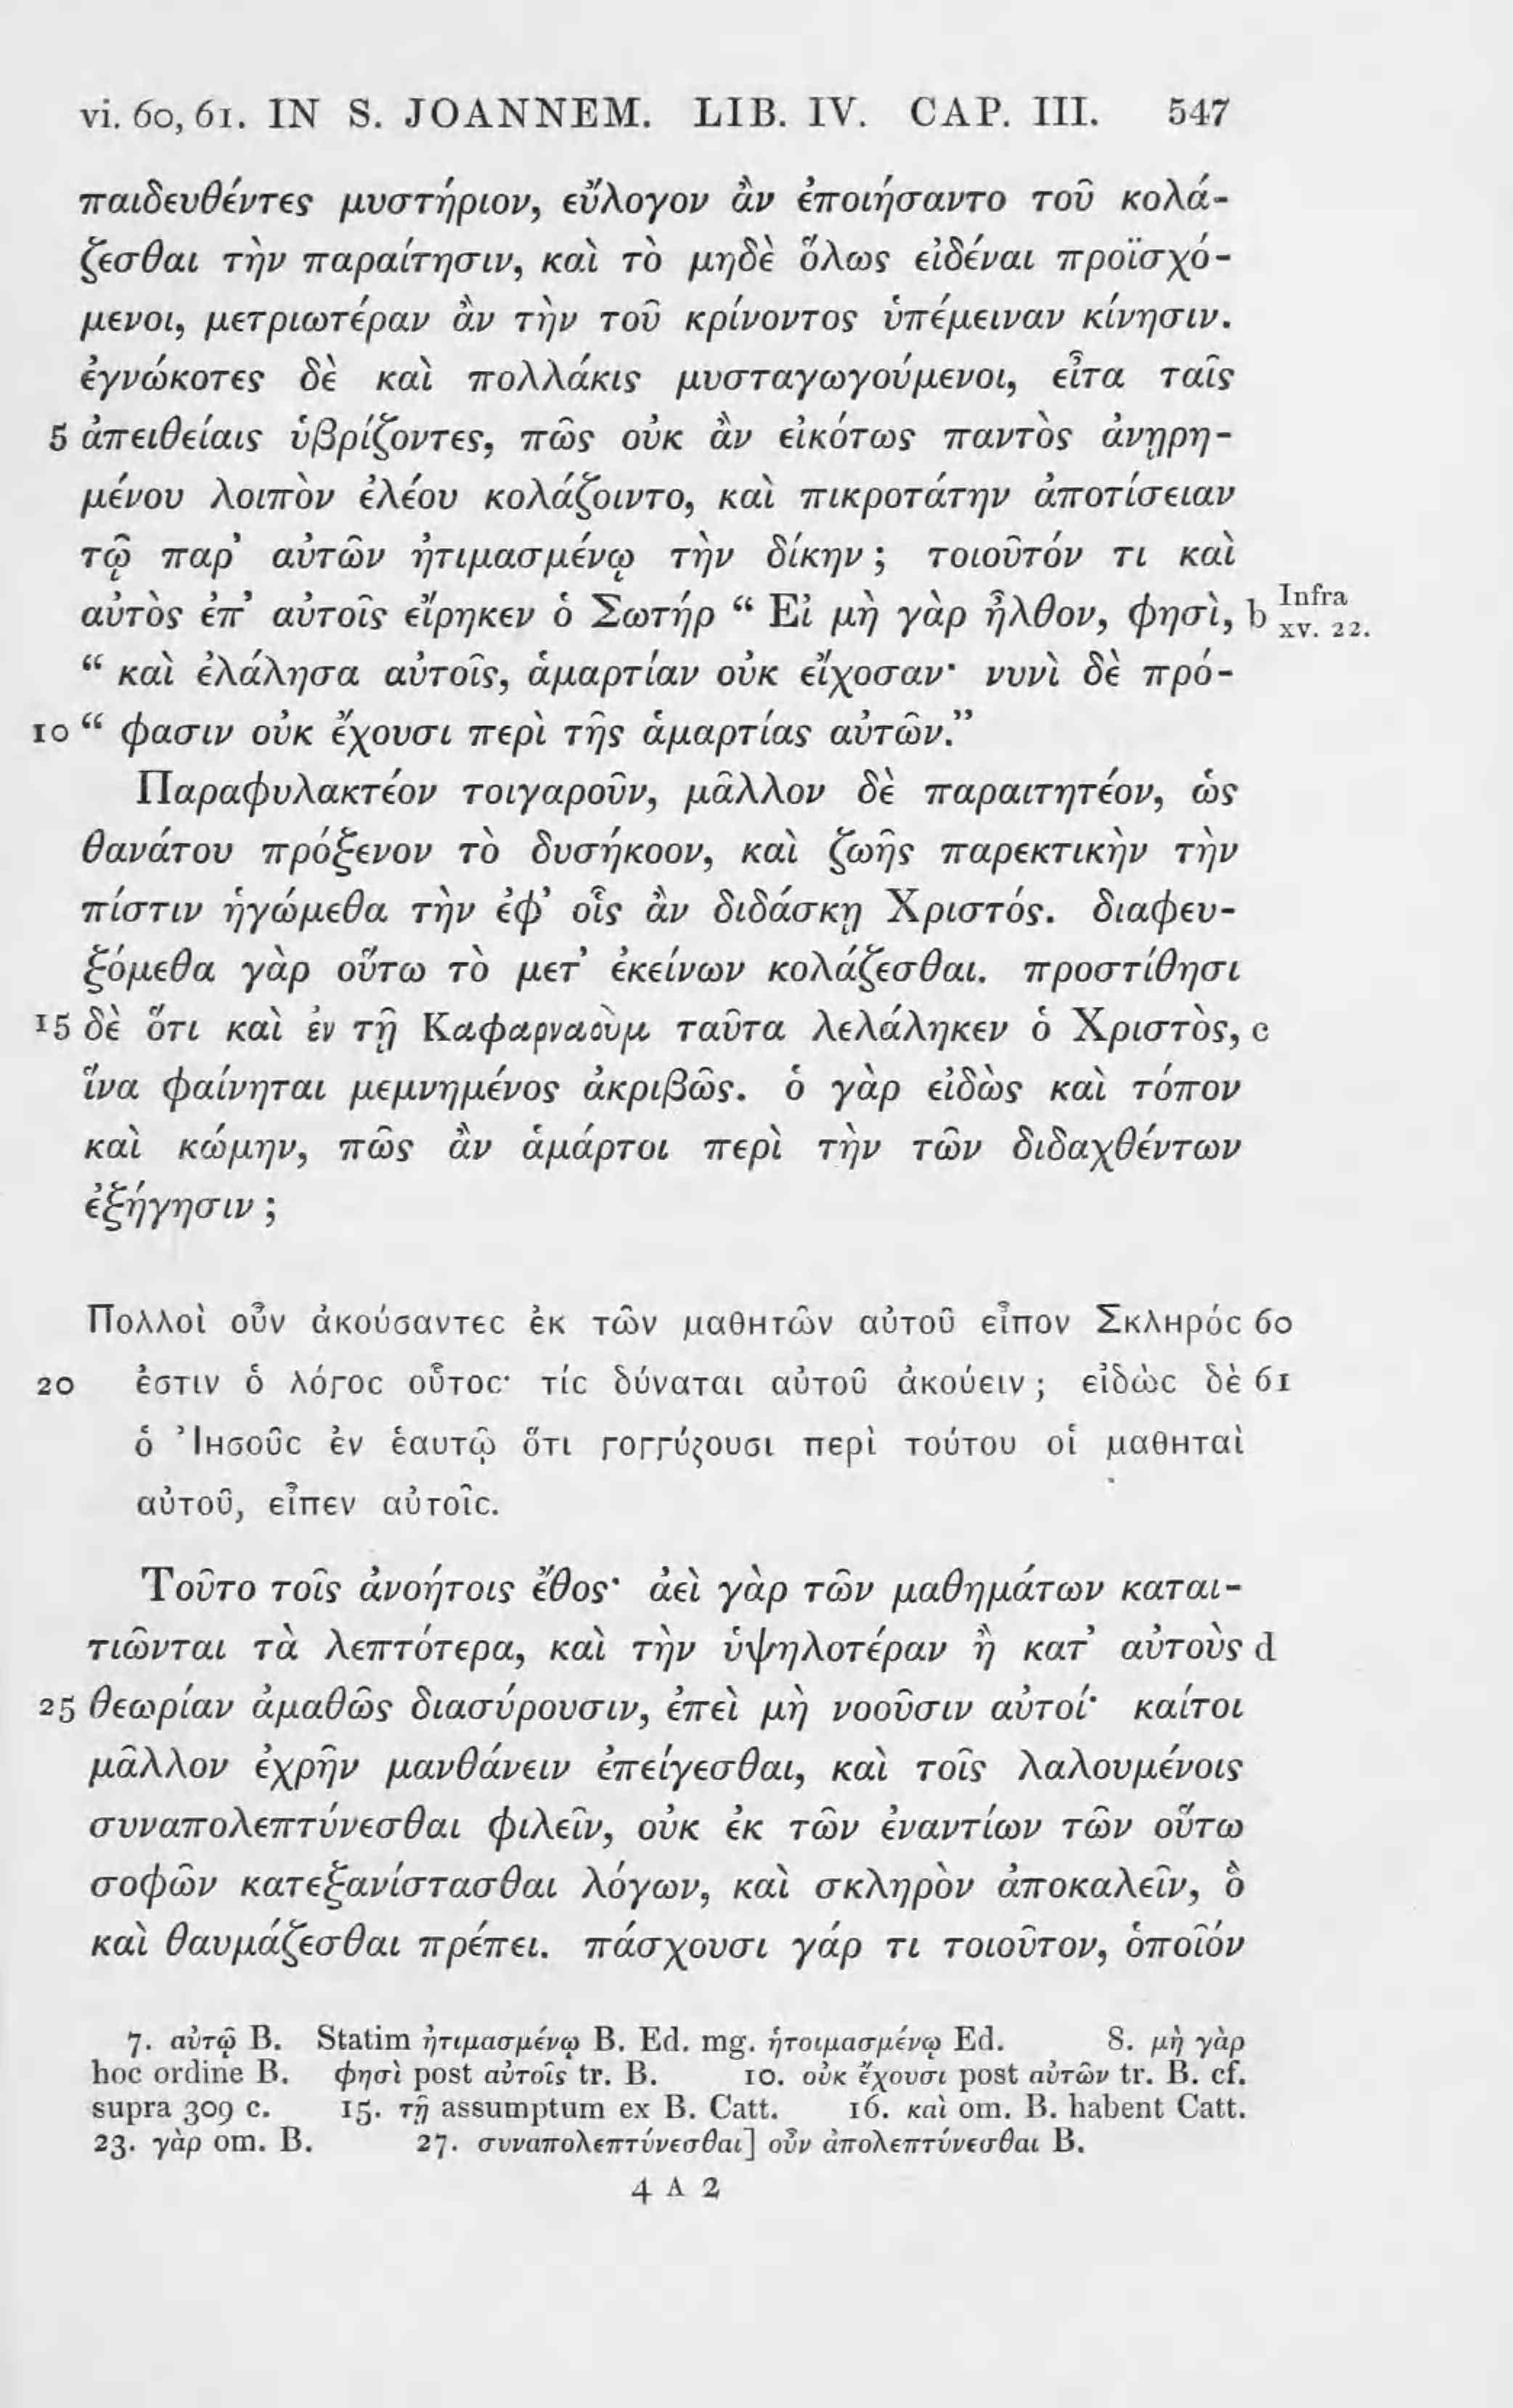 vi. 60, 61. IN S. JOANNEM. LIB. IV. CAP. III. 547
παιδευθέντες μυστήριον, εὔλογον ἂν ἐποιήσαντο τοῦ κολά-
ζεσθαι τὴν παραίτησιν, καὶ τὸ μηδὲ ὅλως εἰδέναι προϊσχό-
μενοι, μετριωτέραν ἂν τὴν τοῦ κρίνοντος ὑπέμειναν κίνησιν.
ἐγνώκοτες δὲ καὶ πολλάκις μυσταγωγούμενοι, εἶτα ταῖς
5 ἀπειθείαις ὑβρίζοντες, πῶς οὐκ ἂν εἰκότως παντὸς ἀνῃρη-
μένου λοιπὸν ἐλέου κολάζοιντο, καὶ πικροτάτην ἀποτίσειαν
τῷ παρ' αὐτῶν ἠτιμασμένῳ τὴν δίκην; τοιοῦτόν τι καὶ
αὐτὸς ἐπ' αὐτοῖς εἴρηκεν ὁ Σωτήρ “ Εἰ μὴ γὰρ ἦλθον, φησὶ, b Infra xv. 22.
“ καὶ ἐλάλησα αὐτοῖς, ἁμαρτίαν οὐκ εἴχοσαν· νυνὶ δὲ πρό-
10 “ φασιν οὐκ ἔχουσι περὶ τῆς ἁμαρτίας αὐτῶν.”
Παραφυλακτέον τοιγαροῦν, μᾶλλον δὲ παραιτητέον, ὡς
θανάτου πρόξενον τὸ δυσήκοον, καὶ ζωῆς παρεκτικὴν τὴν
πίστιν ἡγώμεθα τὴν ἐφ' οἷς ἂν διδάσκῃ Χριστός. διαφευ-
ξόμεθα γὰρ οὕτω τὸ μετ' ἐκείνων κολάζεσθαι. προστίθησι
15 δὲ ὅτι καὶ ἐν τῇ Καφαρναοὺμ ταῦτα λελάληκεν ὁ Χριστὸς, c
ἵνα φαίνηται μεμνημένος ἀκριβῶς. ὁ γὰρ εἰδὼς καὶ τόπον
καὶ κώμην, πῶς ἂν ἁμάρτοι περὶ τὴν τῶν διδαχθέντων
ἐξήγησιν;
Πολλοὶ οὖν ἀκούσαντες ἐκ τῶν μαθητῶν αὐτοῦ εἶπον Σκληρός 60
20 ἐστιν ὁ λόγος οὗτος· τίς δύναται αὐτοῦ ἀκούειν; εἰδὼς δὲ 61
ὁ Ἰησοῦς ἐν ἑαυτῷ ὅτι γογγύζουσι περὶ τούτου οἱ μαθηταὶ
αὐτοῦ, εἶπεν αὐτοῖς.
Τοῦτο τοῖς ἀνοήτοις ἔθος· ἀεὶ γὰρ τῶν μαθημάτων καται-
τιῶνται τὰ λεπτότερα, καὶ τὴν ὑψηλοτέραν ἢ κατ' αὐτοὺς d
25 θεωρίαν ἀμαθῶς διασύρουσιν, ἐπεὶ μὴ νοοῦσιν αὐτοί· καίτοι
μᾶλλον ἐχρῆν μανθάνειν ἐπείγεσθαι, καὶ τοῖς λαλουμένοις
συναπολεπτύνεσθαι φιλεῖν, οὐκ ἐκ τῶν ἐναντίων τῶν οὕτω
σοφῶν κατεξανίστασθαι λόγων, καὶ σκληρὸν ἀποκαλεῖν, ὃ
καὶ θαυμάζεσθαι πρέπει. πάσχουσι γάρ τι τοιοῦτον, ὁποῖόν
7. αὐτῷ B. Statim ἠτιμασμένῳ B. Ed. mg. ἡτοιμασμένῳ Ed. 8. μὴ γὰρ
hoc ordine B. φησὶ post αὐτοῖς tr. B. 10. οὐκ ἔχουσι post αὐτῶν tr. B. cf.
supra 309 c. 15. τῇ assumptum ex B. Catt. 16. καὶ om. B. habent Catt.
23. γὰρ om. B. 27. συναπολεπτύνεσθαι] οὖν ἀπολεπτύνεσθαι B.
4 A 2